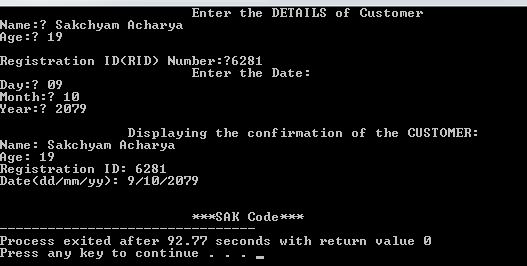 Enter the DETAILS of Customer
Name:? Sakchyam Acharya
Age:? 19
Registration ID(RID) Number:?6281
Enter the Date:
Day:? 09
Month:? 10
Year:? 2079
Displaying the confirmation of the CUSTOMER:
Name: Sakchyam Acharya
Age: 19
Registration ID: 6281
Date(dd/mm/yy): 9/10/2079
***SAK Code***
--------------------------------
Process exited after 92.77 seconds with return value 0
Press any key to continue . . . _